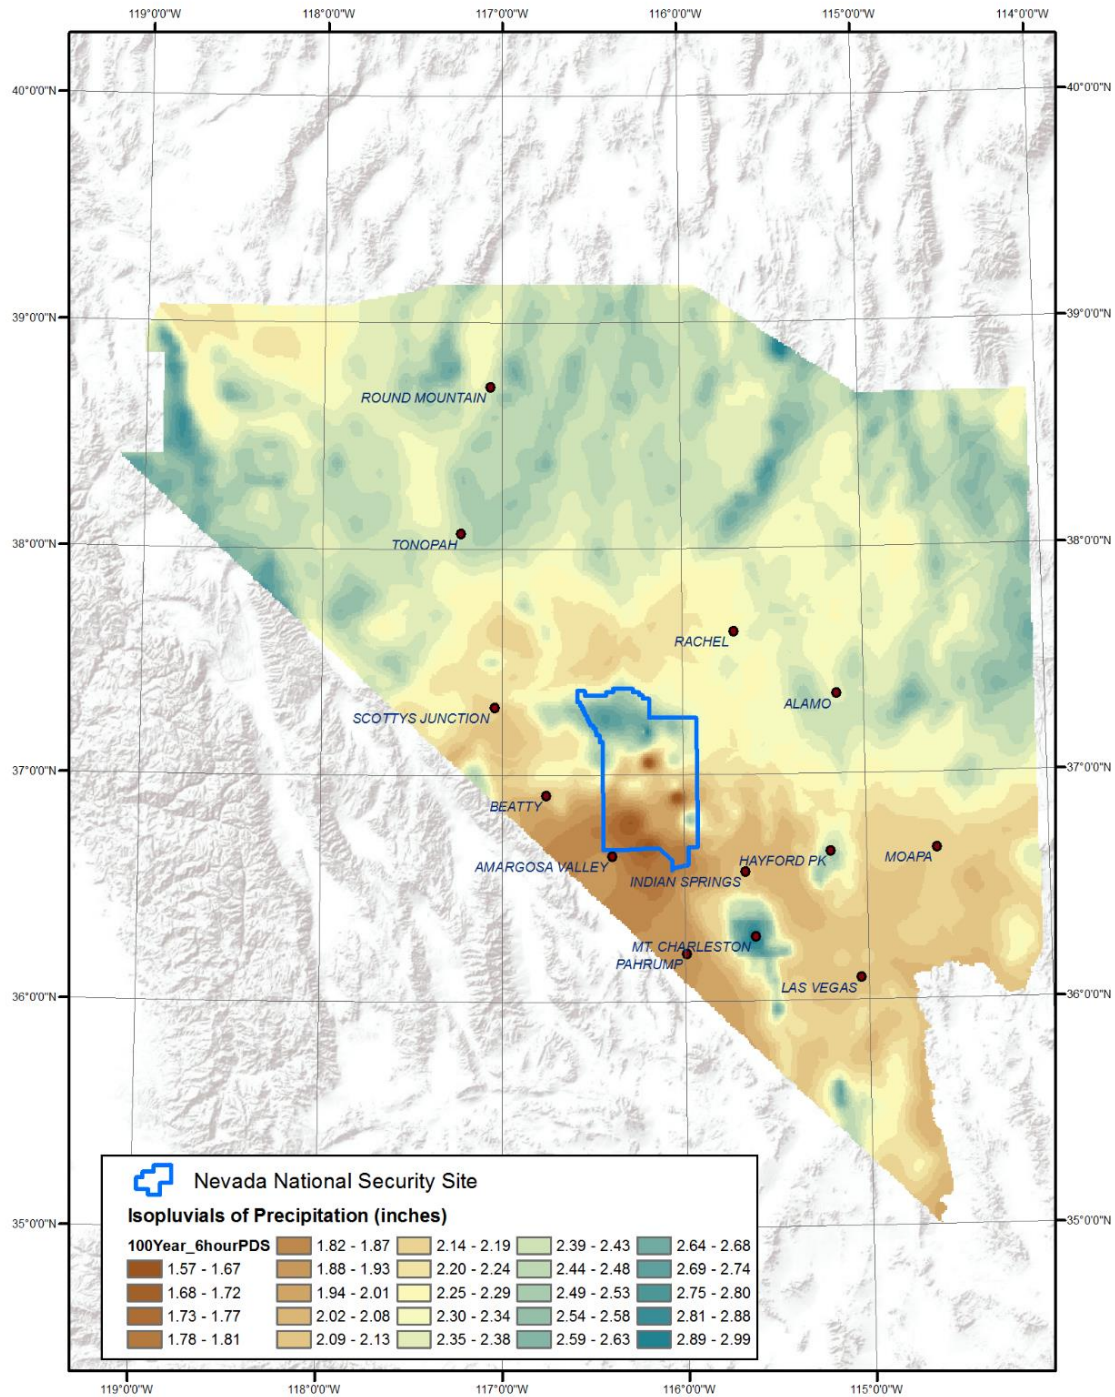 119°0'0"W 118°0'0"W 117°0'0"W 116°0'0"W 115°0'0"W 114°0'0"W
40°0'0"N 40°0'0"N
39°0'0"N 39°0'0"N
ROUND MOUNTAIN
TONOPAH
38°0'0"N 38°0'0"N
RACHEL
ALAMO
SCOTTYS JUNCTION
37°0'0"N 37°0'0"N
BEATTY
AMARGOSA VALLEY
HAYFORD PK
MOAPA
INDIAN SPRINGS
MT. CHARLESTON
PAHRUMP
LAS VEGAS
36°0'0"N 36°0'0"N
35°0'0"N 35°0'0"N
Nevada National Security Site
Isopluvials of Precipitation (inches)
100Year_6hourPDS 1.82 - 1.87 2.14 - 2.19 2.39 - 2.43 2.64 - 2.68
1.57 - 1.67 1.88 - 1.93 2.20 - 2.24 2.44 - 2.48 2.69 - 2.74
1.68 - 1.72 1.94 - 2.01 2.25 - 2.29 2.49 - 2.53 2.75 - 2.80
1.73 - 1.77 2.02 - 2.08 2.30 - 2.34 2.54 - 2.58 2.81 - 2.88
1.78 - 1.81 2.09 - 2.13 2.35 - 2.38 2.59 - 2.63 2.89 - 2.99
119°0'0"W 118°0'0"W 117°0'0"W 116°0'0"W 115°0'0"W